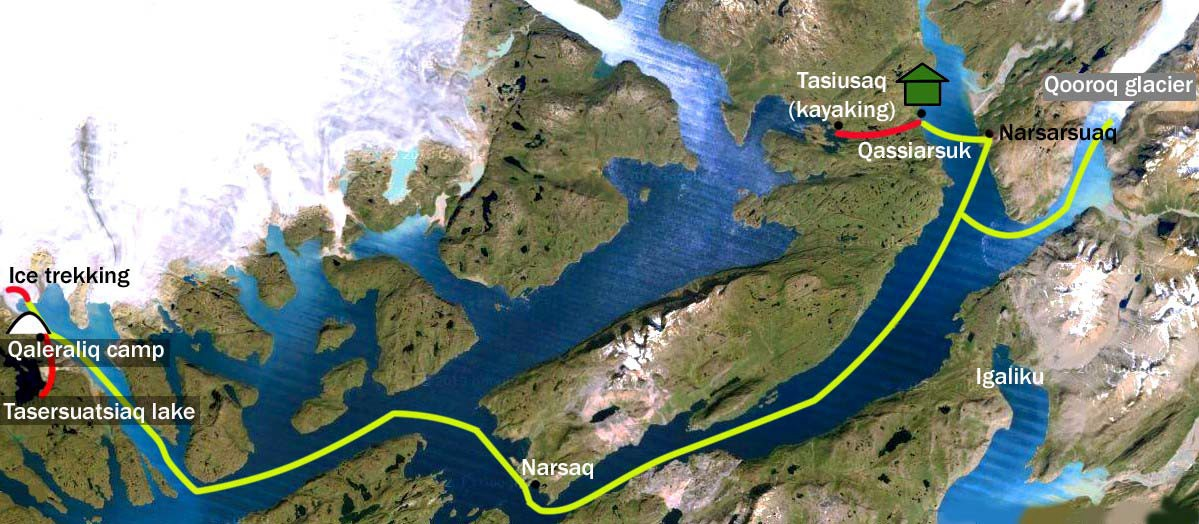 Tasiusaq
(kayaking)
Qooroq glacier
Narsarsuaq
Qassiarsuk
Ice trekking
Qaleraliq camp
Igaliku
Tasersuatsiaq lake
Narsaq